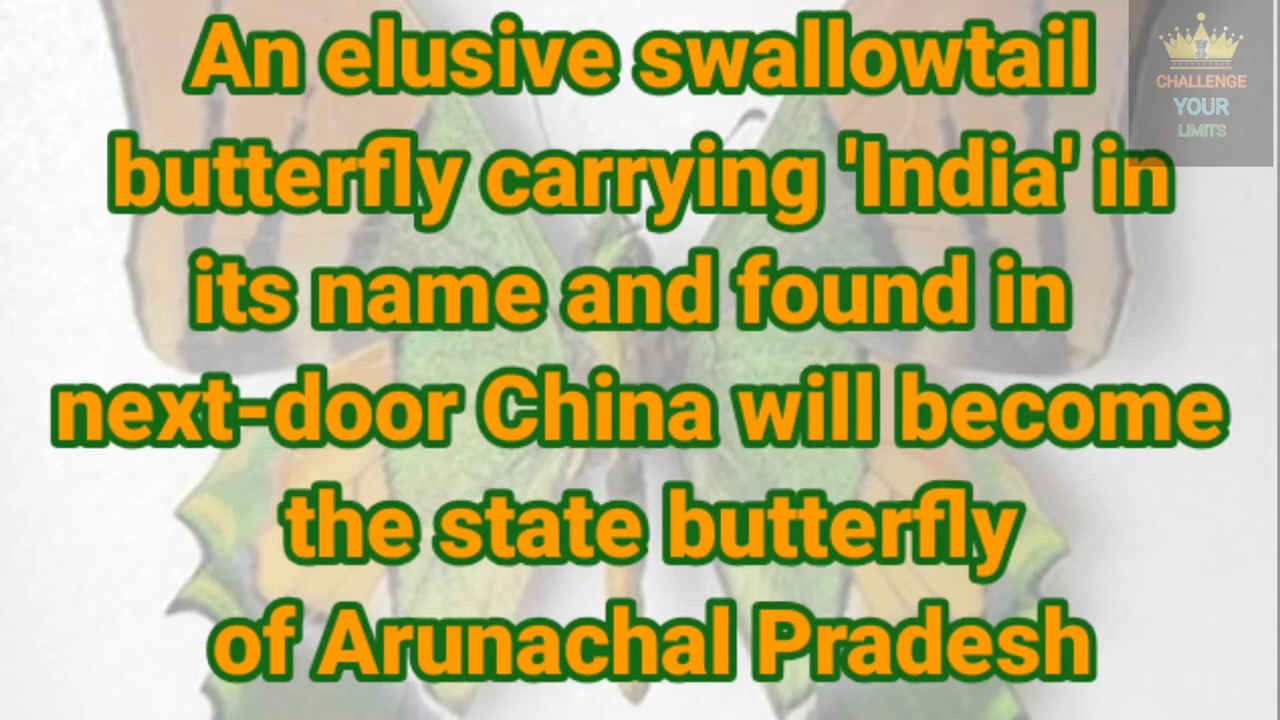 An elusive swallowtail
butterfly carrying 'India' in
its name and found in
next-door China will become
the state butterfly
of Arunachal Pradesh
CHALLENGE
YOUR
LIMITS